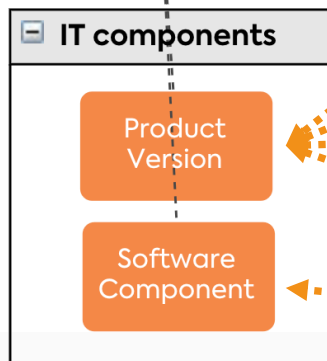 IT components
Product
Version
Software
Component